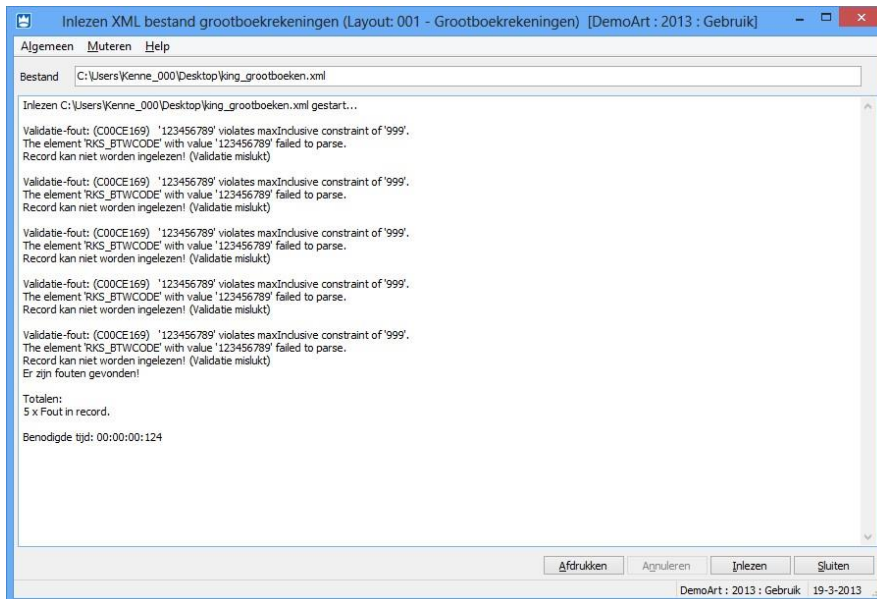 Inlezen XML bestand grootboekrekeningen (Layout: 001 - Grootboekrekeningen) [DemoArt : 2013 : Gebruik]
Algemeen Muteren Help
Bestand C:\Users\Kenne_000\Desktop\king_grootboeken.xml
Inlezen C:\Users\Kenne_000\Desktop\king_grootboeken.xml gestart...
Validatie-fout: (C00CE169) '123456789' violates maxInclusive constraint of '999'.
The element 'RKS_BTWCODE' with value '123456789' failed to parse.
Record kan niet worden ingelezen! (Validatie mislukt)
Validatie-fout: (C00CE169) '123456789' violates maxInclusive constraint of '999'.
The element 'RKS_BTWCODE' with value '123456789' failed to parse.
Record kan niet worden ingelezen! (Validatie mislukt)
Validatie-fout: (C00CE169) '123456789' violates maxInclusive constraint of '999'.
The element 'RKS_BTWCODE' with value '123456789' failed to parse.
Record kan niet worden ingelezen! (Validatie mislukt)
Validatie-fout: (C00CE169) '123456789' violates maxInclusive constraint of '999'.
The element 'RKS_BTWCODE' with value '123456789' failed to parse.
Record kan niet worden ingelezen! (Validatie mislukt)
Validatie-fout: (C00CE169) '123456789' violates maxInclusive constraint of '999'.
The element 'RKS_BTWCODE' with value '123456789' failed to parse.
Record kan niet worden ingelezen! (Validatie mislukt)
Er zijn fouten gevonden!
Totalen:
5 x Fout in record.
Benodigde tijd: 00:00:00:124
Afdrukken Annuleren Inlezen Sluiten
DemoArt : 2013 : Gebruik 19-3-2013